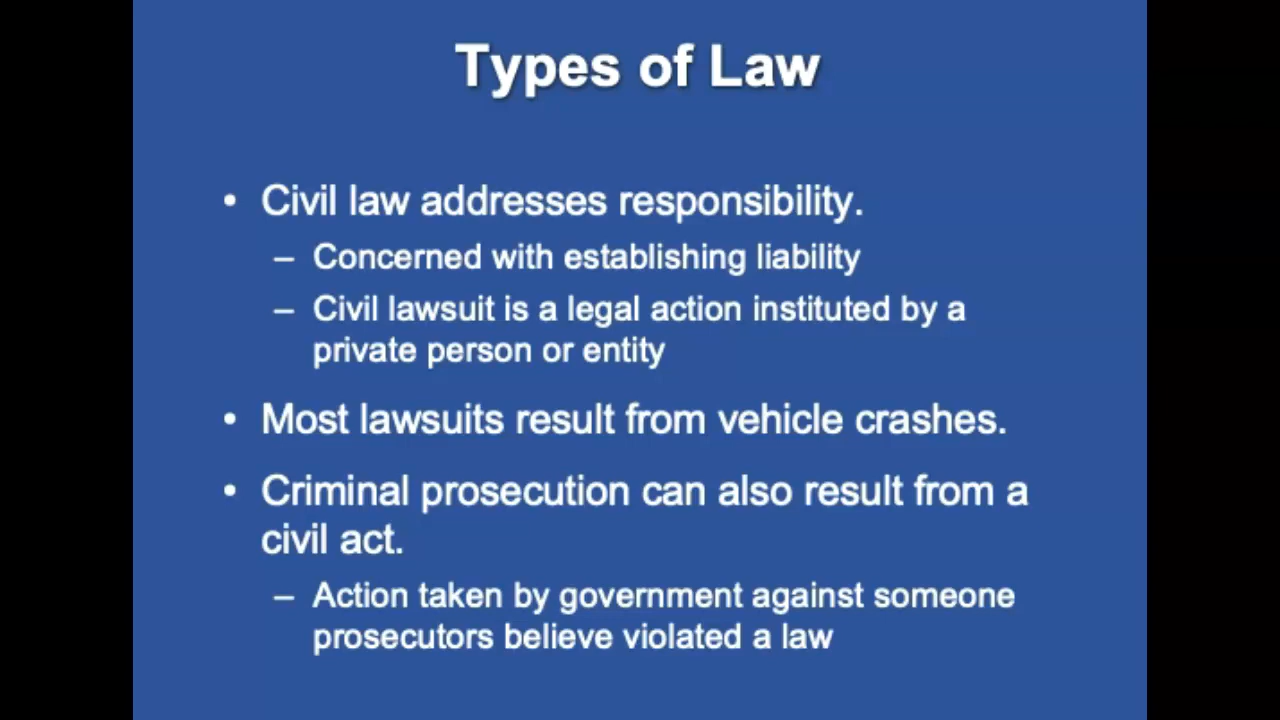 Types of Law
• Civil law addresses responsibility.
– Concerned with establishing liability
– Civil lawsuit is a legal action instituted by a
private person or entity
• Most lawsuits result from vehicle crashes.
• Criminal prosecution can also result from a
civil act.
– Action taken by government against someone
prosecutors believe violated a law